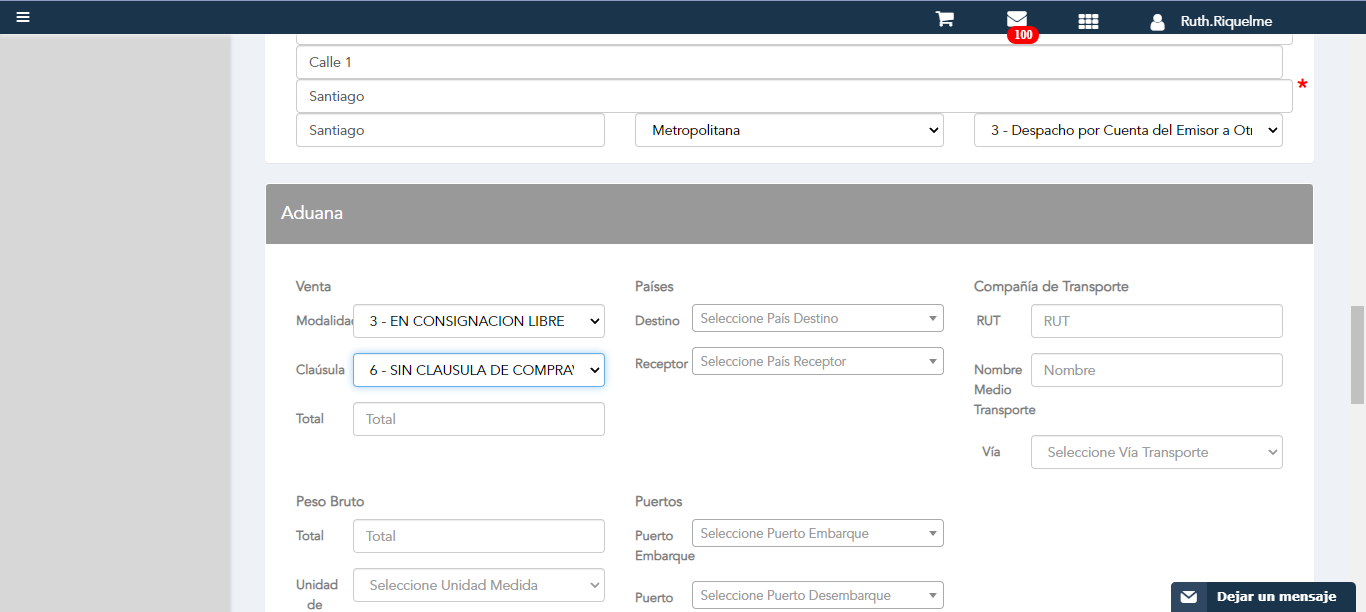 Ruth.Riquelme
100
Calle 1
Santiago
*
Santiago
Metropolitana
3 - Despacho por Cuenta del Emisor a Otr
Aduana
Venta
Países
Compañía de Transporte
Modalidad
3 - EN CONSIGNACION LIBRE
Destino
Seleccione País Destino
RUT
RUT
Claúsula
6 - SIN CLAUSULA DE COMPRAV
Receptor
Seleccione País Receptor
Nombre
Medio
Transporte
Nombre
Total
Total
Vía
Seleccione Vía Transporte
Peso Bruto
Puertos
Total
Total
Puerto
Embarque
Seleccione Puerto Embarque
Unidad
de
Seleccione Unidad Medida
Puerto
Seleccione Puerto Desembarque
Dejar un mensaje